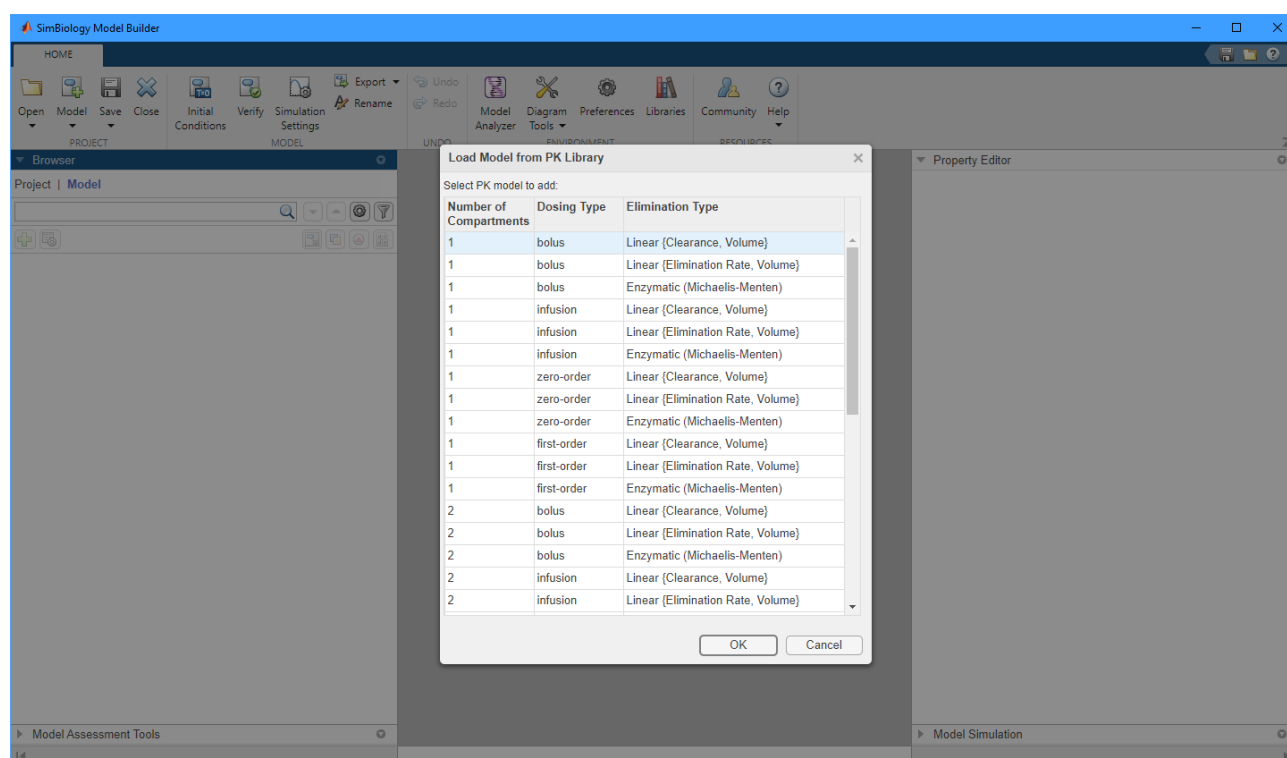 SimBiology Model Builder
HOME
Open Model Save Close Initial Conditions Verify Simulation Settings Export Rename Undo Redo Model Analyzer Diagram Tools Preferences Libraries Community Help
PROJECT MODEL UNDO ENVIRONMENT RESOURCES
Browser
Project | Model
Load Model from PK Library
Select PK model to add:
Number of Compartments Dosing Type Elimination Type
1 bolus Linear {Clearance, Volume}
1 bolus Linear {Elimination Rate, Volume}
1 bolus Enzymatic (Michaelis-Menten)
1 infusion Linear {Clearance, Volume}
1 infusion Linear {Elimination Rate, Volume}
1 infusion Enzymatic (Michaelis-Menten)
1 zero-order Linear {Clearance, Volume}
1 zero-order Linear {Elimination Rate, Volume}
1 zero-order Enzymatic (Michaelis-Menten)
1 first-order Linear {Clearance, Volume}
1 first-order Linear {Elimination Rate, Volume}
1 first-order Enzymatic (Michaelis-Menten)
2 bolus Linear {Clearance, Volume}
2 bolus Linear {Elimination Rate, Volume}
2 bolus Enzymatic (Michaelis-Menten)
2 infusion Linear {Clearance, Volume}
2 infusion Linear {Elimination Rate, Volume}
OK Cancel
Property Editor
Model Assessment Tools
Model Simulation